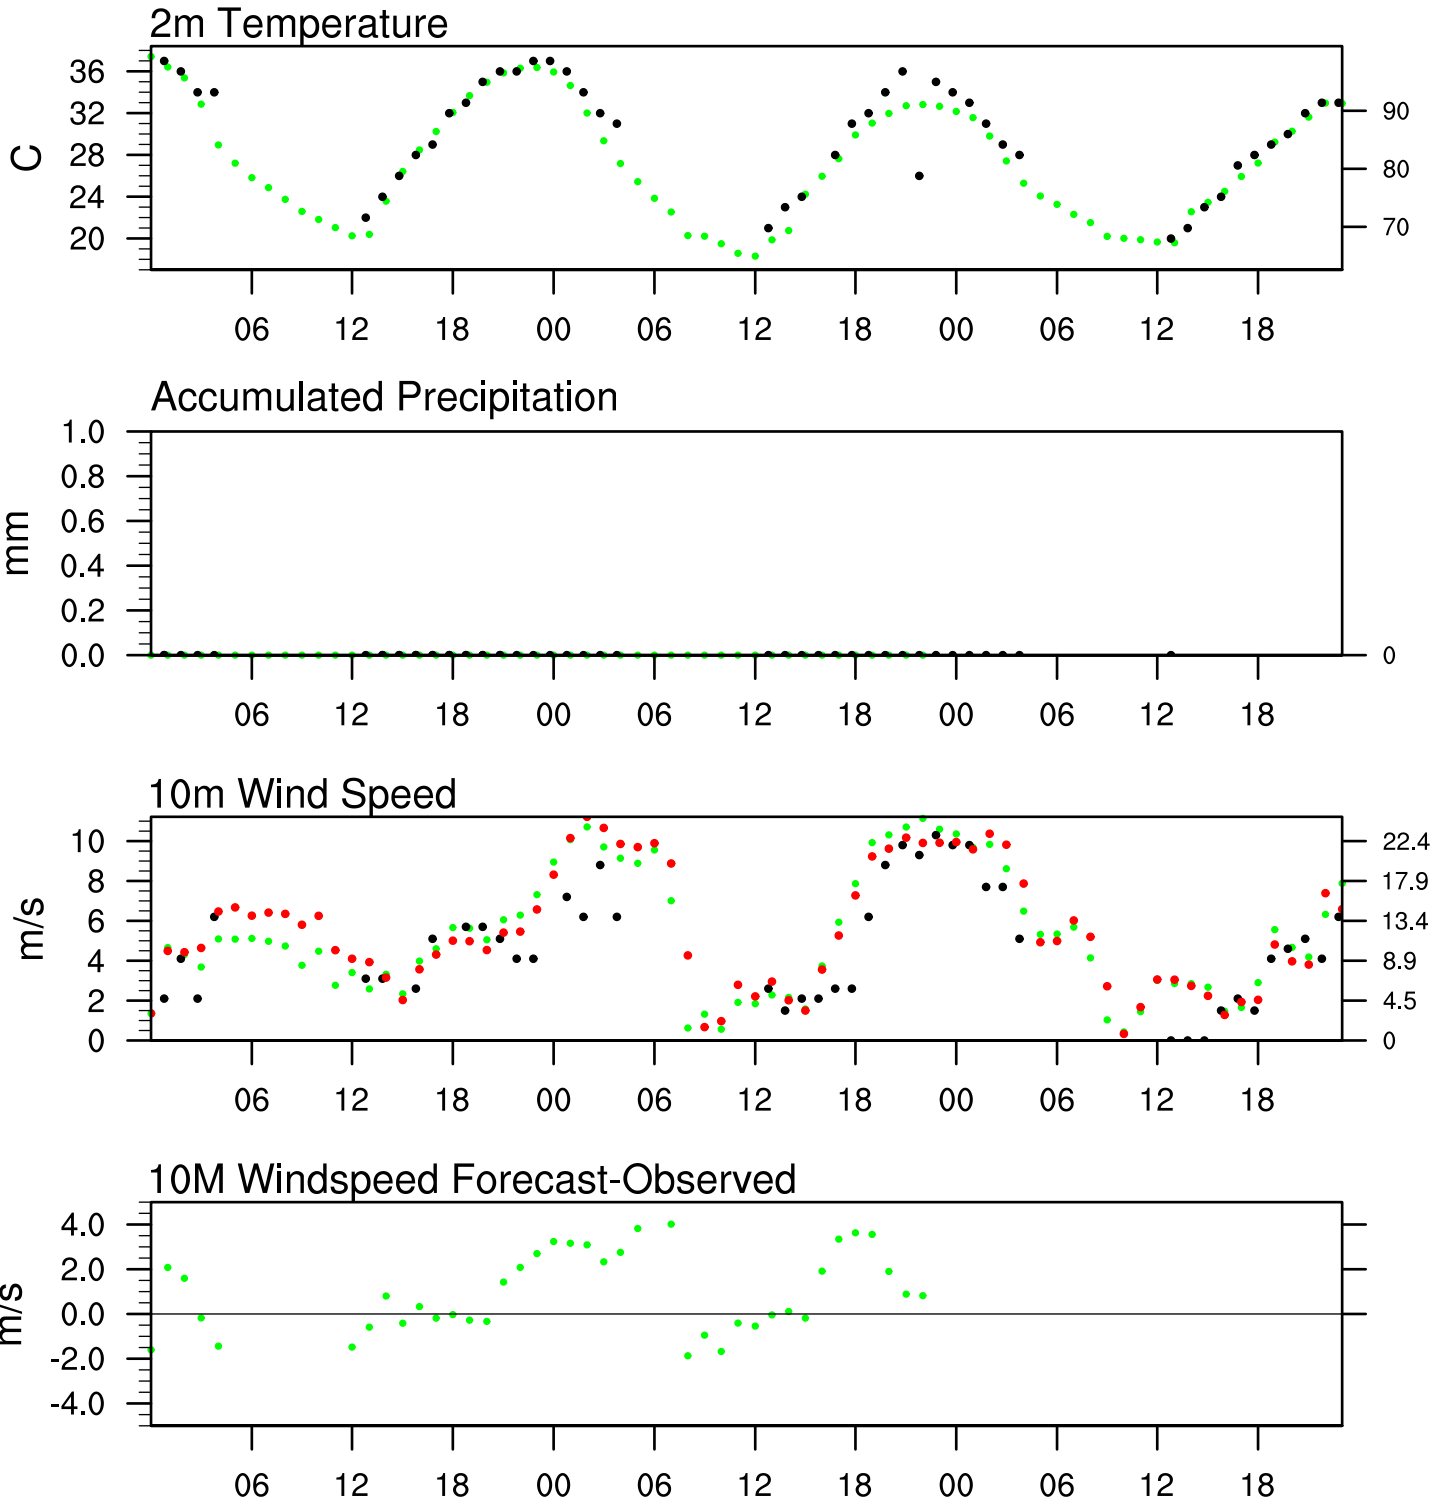 2m Temperature
36
32
28
24
20
C
90
80
70
06 12 18 00 06 12 18 00 06 12 18
Accumulated Precipitation
1.0
0.8
0.6
0.4
0.2
0.0
mm
0
06 12 18 00 06 12 18 00 06 12 18
10m Wind Speed
10
8
6
4
2
0
m/s
22.4
17.9
13.4
8.9
4.5
0
06 12 18 00 06 12 18 00 06 12 18
10M Windspeed Forecast-Observed
4.0
2.0
0.0
-2.0
-4.0
m/s
06 12 18 00 06 12 18 00 06 12 18